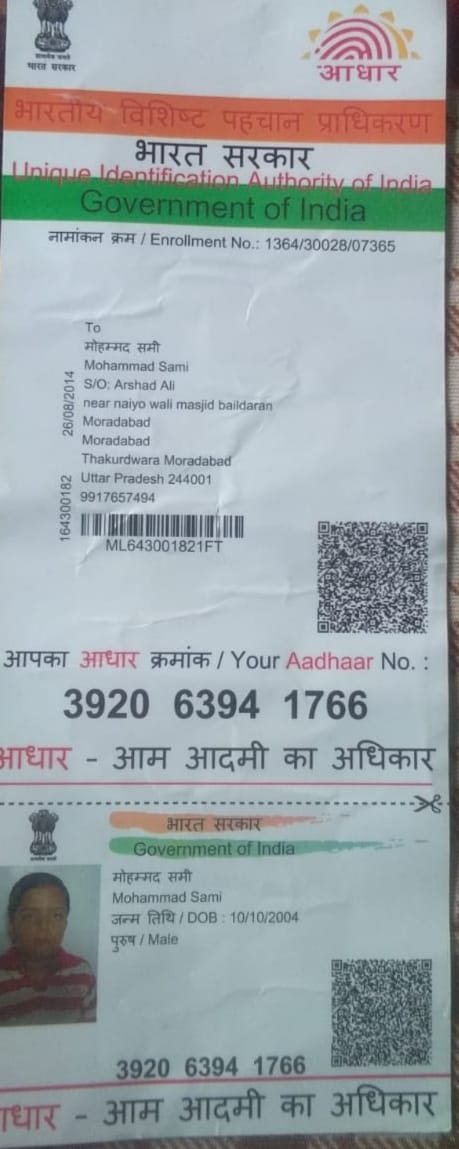 सत्यमेव जयते
भारत सरकार
आधार
भारतीय विशिष्ट पहचान प्राधिकरण
भारत सरकार
Unique Identification Authority of India
Government of India
नामांकन क्रम / Enrollment No.: 1364/30028/07365
To
मोहम्मद समी
Mohammad Sami
S/O: Arshad Ali
near naiyo wali masjid baildaran
Moradabad
Moradabad
Thakurdwara Moradabad
Uttar Pradesh 244001
9917657494
26/08/2014
164300182
ML643001821FT
आपका आधार क्रमांक / Your Aadhaar No. :
3920 6394 1766
आधार - आम आदमी का अधिकार
भारत सरकार
Government of India
मोहम्मद समी
Mohammad Sami
जन्म तिथि / DOB : 10/10/2004
पुरुष / Male
3920 6394 1766
आधार - आम आदमी का अधिकार